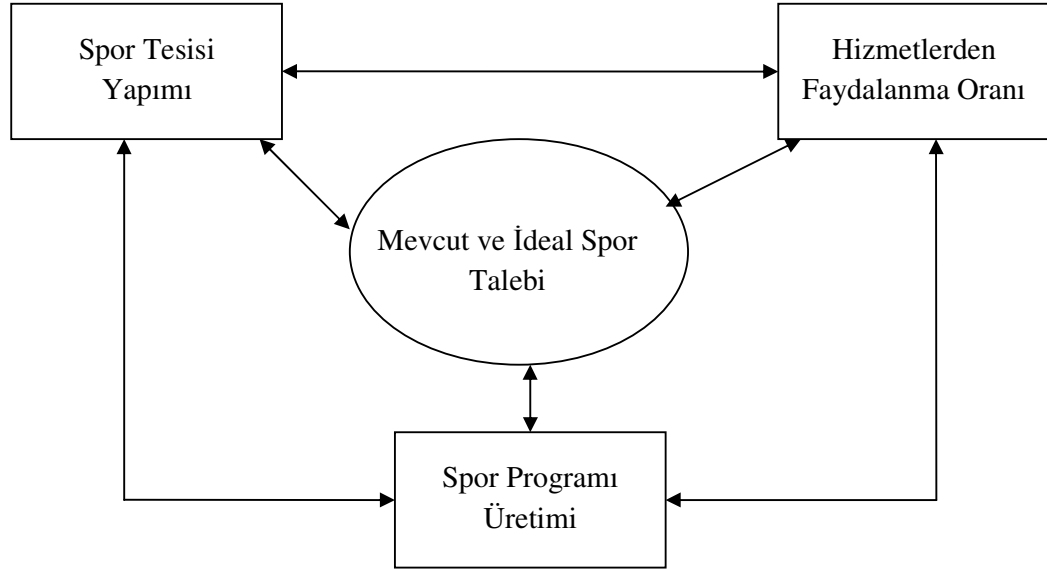 Spor Tesisi
Yapımı
Hizmetlerden
Faydalanma Oranı
Mevcut ve İdeal Spor
Talebi
Spor Programı
Üretimi